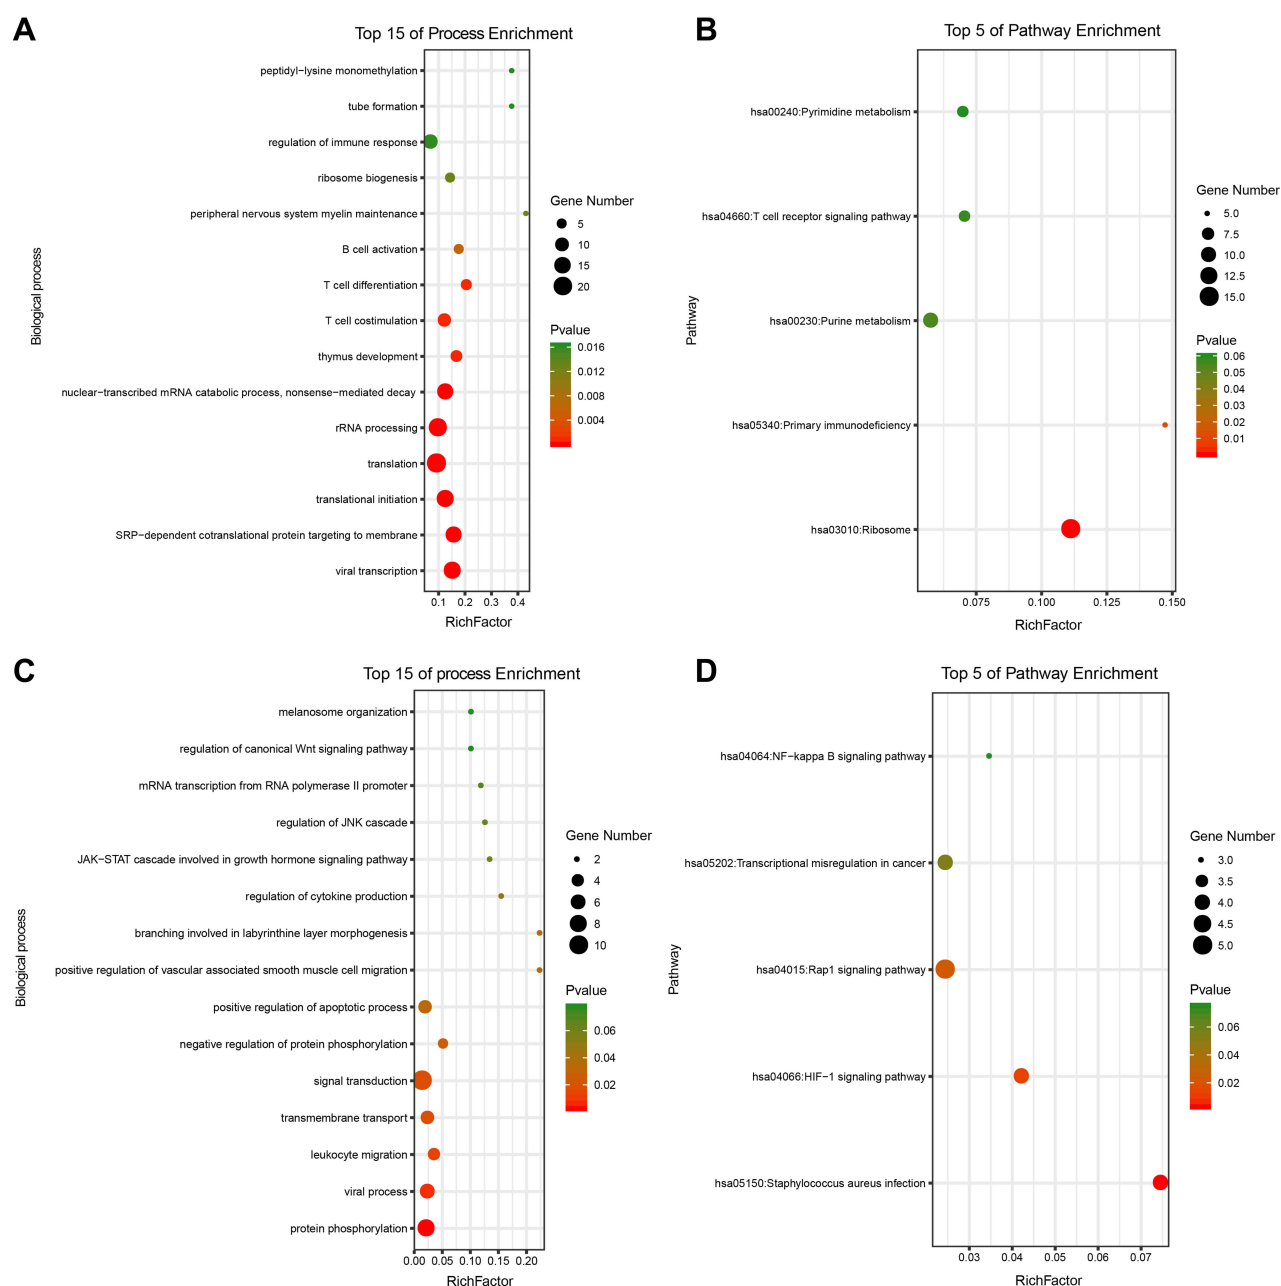 A
Top 15 of Process Enrichment
Biological process
peptidyl−lysine monomethylation
tube formation
regulation of immune response
ribosome biogenesis
peripheral nervous system myelin maintenance
B cell activation
T cell differentiation
T cell costimulation
thymus development
nuclear−transcribed mRNA catabolic process, nonsense−mediated decay
rRNA processing
translation
translational initiation
SRP−dependent cotranslational protein targeting to membrane
viral transcription
0.1 0.2 0.3 0.4
RichFactor
Gene Number
5
10
15
20
Pvalue
0.016
0.012
0.008
0.004
B
Top 5 of Pathway Enrichment
Pathway
hsa00240:Pyrimidine metabolism
hsa04660:T cell receptor signaling pathway
hsa00230:Purine metabolism
hsa05340:Primary immunodeficiency
hsa03010:Ribosome
0.075 0.100 0.125 0.150
RichFactor
Gene Number
5.0
7.5
10.0
12.5
15.0
Pvalue
0.06
0.05
0.04
0.03
0.02
0.01
C
Top 15 of process Enrichment
Biological process
melanosome organization
regulation of canonical Wnt signaling pathway
mRNA transcription from RNA polymerase II promoter
regulation of JNK cascade
JAK−STAT cascade involved in growth hormone signaling pathway
regulation of cytokine production
branching involved in labyrinthine layer morphogenesis
positive regulation of vascular associated smooth muscle cell migration
positive regulation of apoptotic process
negative regulation of protein phosphorylation
signal transduction
transmembrane transport
leukocyte migration
viral process
protein phosphorylation
0.00 0.05 0.10 0.15 0.20
RichFactor
Gene Number
2
4
6
8
10
Pvalue
0.06
0.04
0.02
D
Top 5 of Pathway Enrichment
Pathway
hsa04064:NF−kappa B signaling pathway
hsa05202:Transcriptional misregulation in cancer
hsa04015:Rap1 signaling pathway
hsa04066:HIF−1 signaling pathway
hsa05150:Staphylococcus aureus infection
0.03 0.04 0.05 0.06 0.07
RichFactor
Gene Number
3.0
3.5
4.0
4.5
5.0
Pvalue
0.06
0.04
0.02